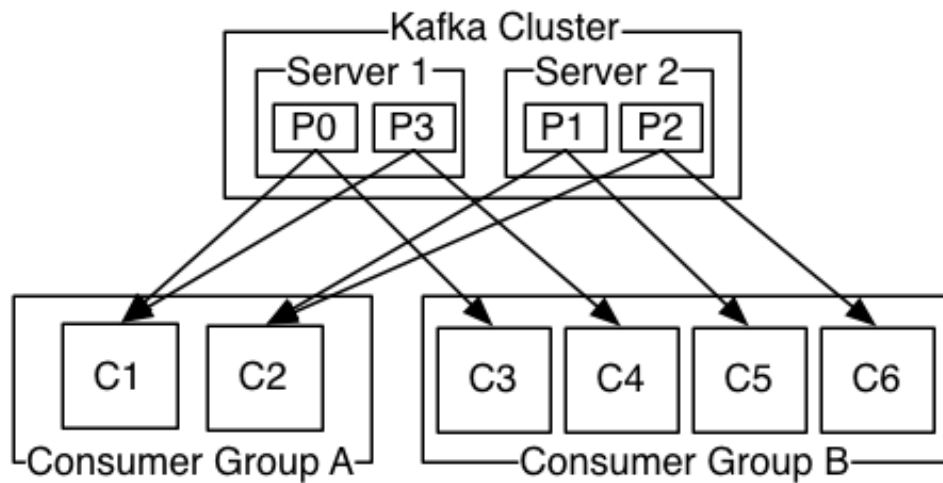 Kafka Cluster
Server 1
Server 2
P0
P3
P1
P2
C1
C2
C3
C4
C5
C6
Consumer Group A
Consumer Group B